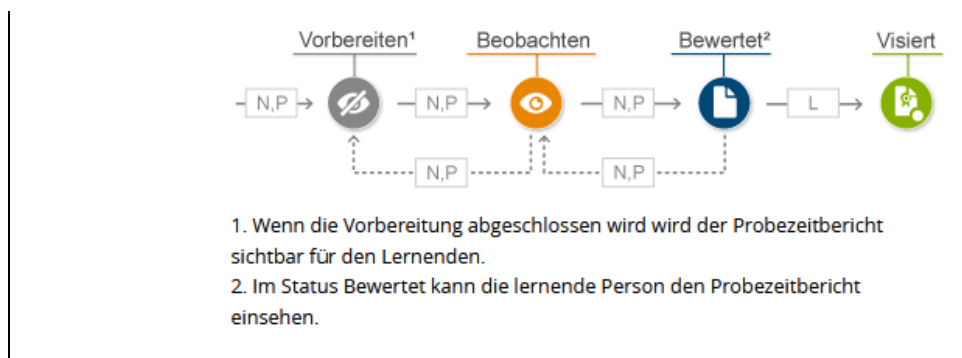 Vorbereiten¹ Beobachten Bewertet² Visiert
N,P N,P N,P L
N,P N,P
1. Wenn die Vorbereitung abgeschlossen wird wird der Probezeitbericht
sichtbar für den Lernenden.
2. Im Status Bewertet kann die lernende Person den Probezeitbericht
einsehen.